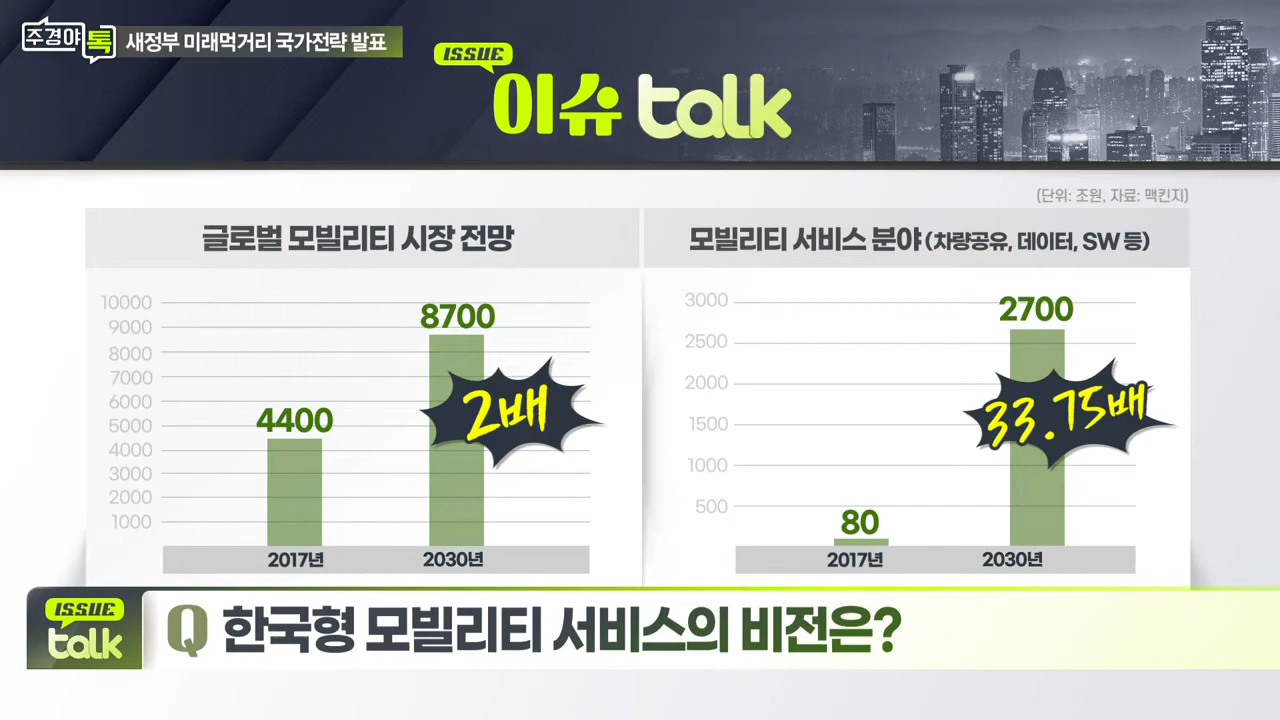 주경야톡 새정부 미래먹거리 국가전략 발표
ISSUE
이슈 talk
(단위: 조원, 자료: 맥킨지)
글로벌 모빌리티 시장 전망
10000
9000
8000
7000
6000
5000
4000
3000
2000
1000
4400
8700
2배
2017년
2030년
모빌리티 서비스 분야 (차량공유, 데이터, SW 등)
3000
2500
2000
1500
1000
500
80
2700
33.75배
2017년
2030년
ISSUE
talk
Q 한국형 모빌리티 서비스의 비전은?